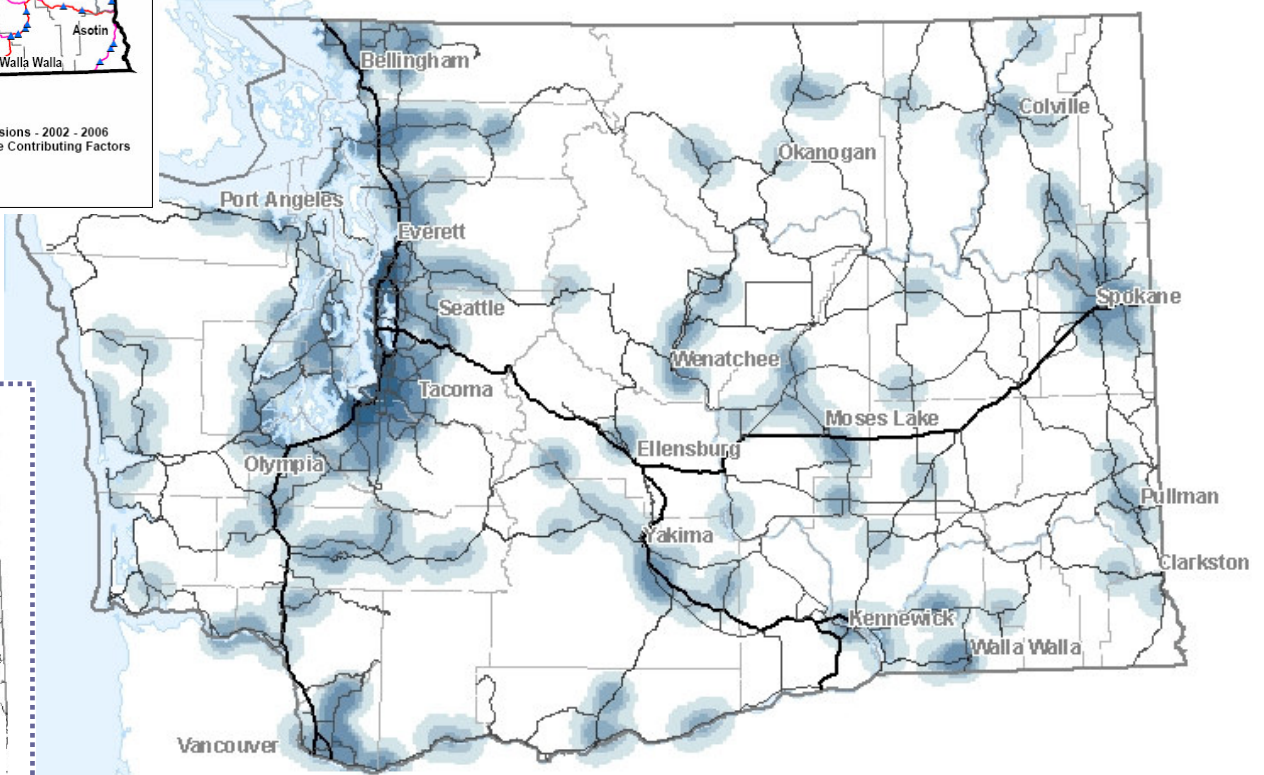 Asotin
Walla Walla
sions - 2002 - 2006
e Contributing Factors
Bellingham
Colville
Okanogan
Port Angeles
Everett
Spokane
Seattle
Wenatchee
Tacoma
Moses Lake
Ellensburg
Olympia
Pullman
Yakima
Clarkston
Kennewick
Walla Walla
Vancouver